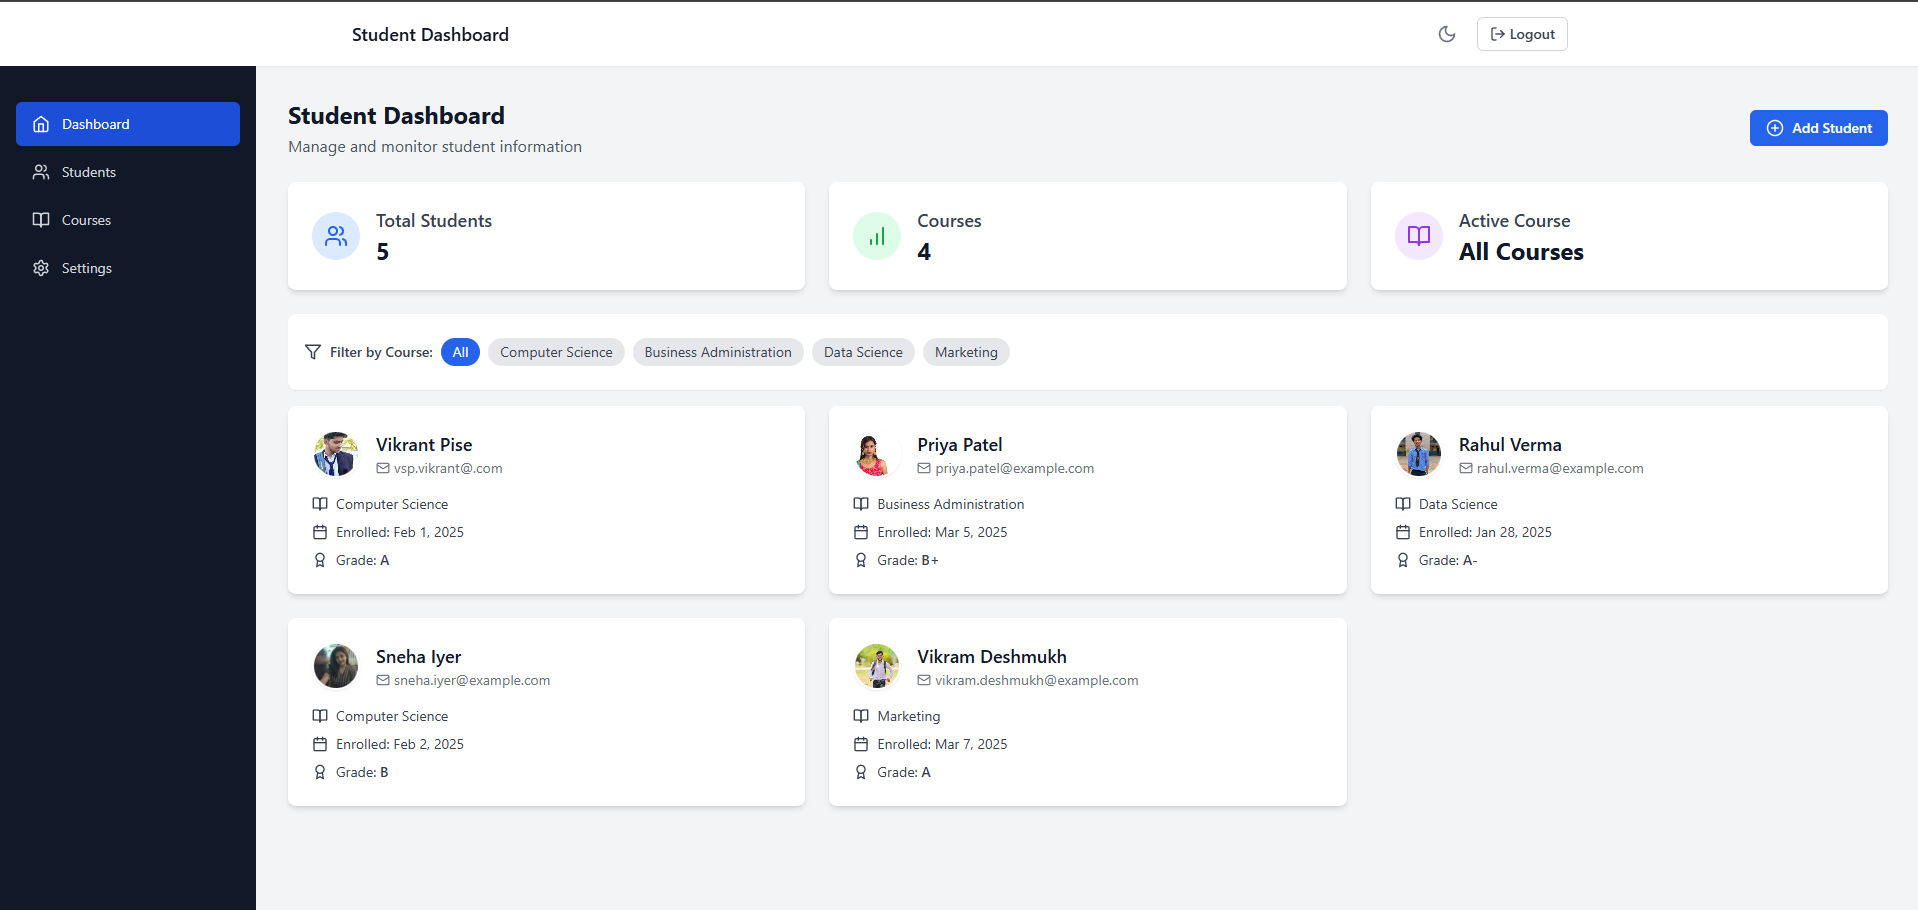 Student Dashboard
Logout
Dashboard
Students
Courses
Settings
Student Dashboard
Manage and monitor student information
Add Student
Total Students
5
Courses
4
Active Course
All Courses
Filter by Course: All Computer Science Business Administration Data Science Marketing
Vikrant Pise
vsp.vikrant@.com
Computer Science
Enrolled: Feb 1, 2025
Grade: A
Priya Patel
priya.patel@example.com
Business Administration
Enrolled: Mar 5, 2025
Grade: B+
Rahul Verma
rahul.verma@example.com
Data Science
Enrolled: Jan 28, 2025
Grade: A-
Sneha Iyer
sneha.iyer@example.com
Computer Science
Enrolled: Feb 2, 2025
Grade: B
Vikram Deshmukh
vikram.deshmukh@example.com
Marketing
Enrolled: Mar 7, 2025
Grade: A